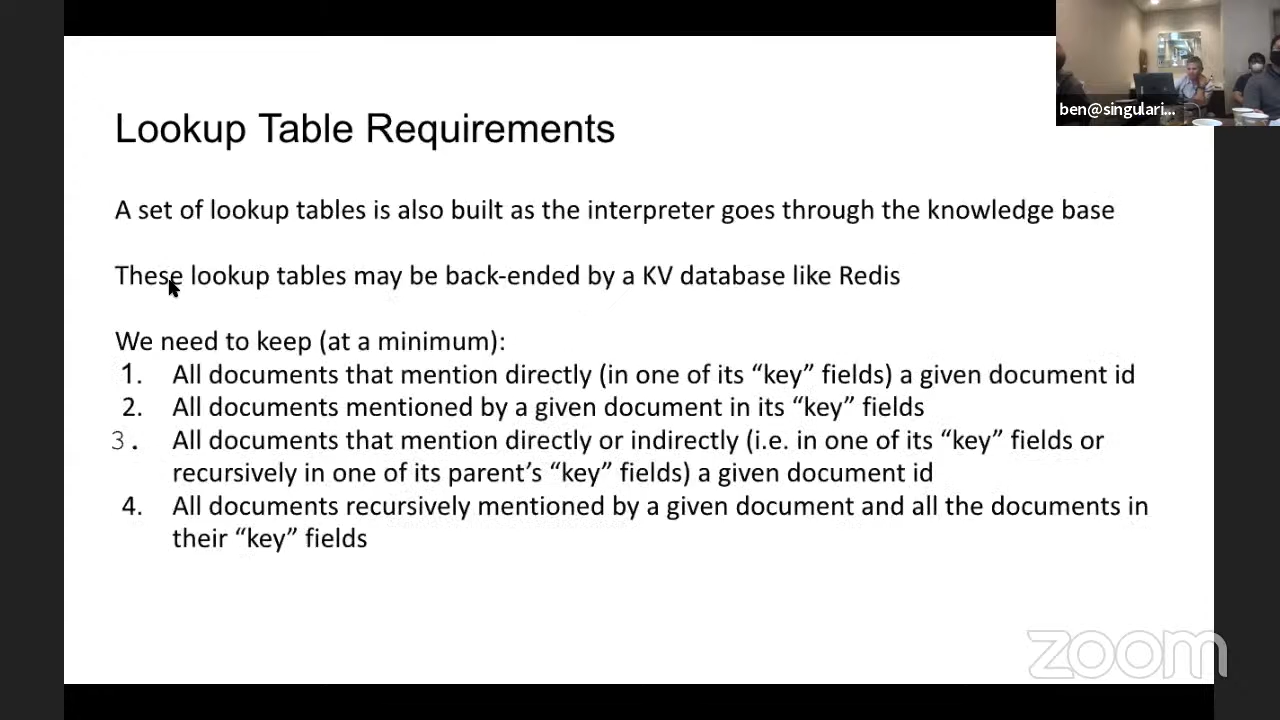 Lookup Table Requirements
A set of lookup tables is also built as the interpreter goes through the knowledge base
These lookup tables may be back-ended by a KV database like Redis
We need to keep (at a minimum):
1. All documents that mention directly (in one of its “key” fields) a given document id
2. All documents mentioned by a given document in its “key” fields
3. All documents that mention directly or indirectly (i.e. in one of its “key” fields or
recursively in one of its parent’s “key” fields) a given document id
4. All documents recursively mentioned by a given document and all the documents in
their “key” fields
ben@singulari...
zoom